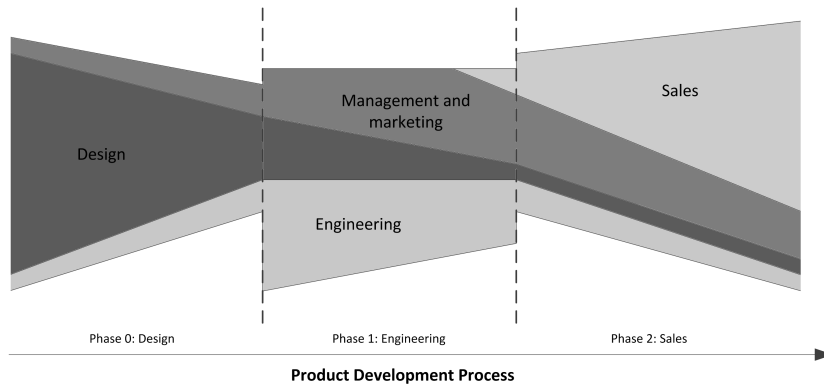 Design
Management and
marketing
Sales
Engineering
Phase 0: Design
Phase 1: Engineering
Phase 2: Sales
Product Development Process